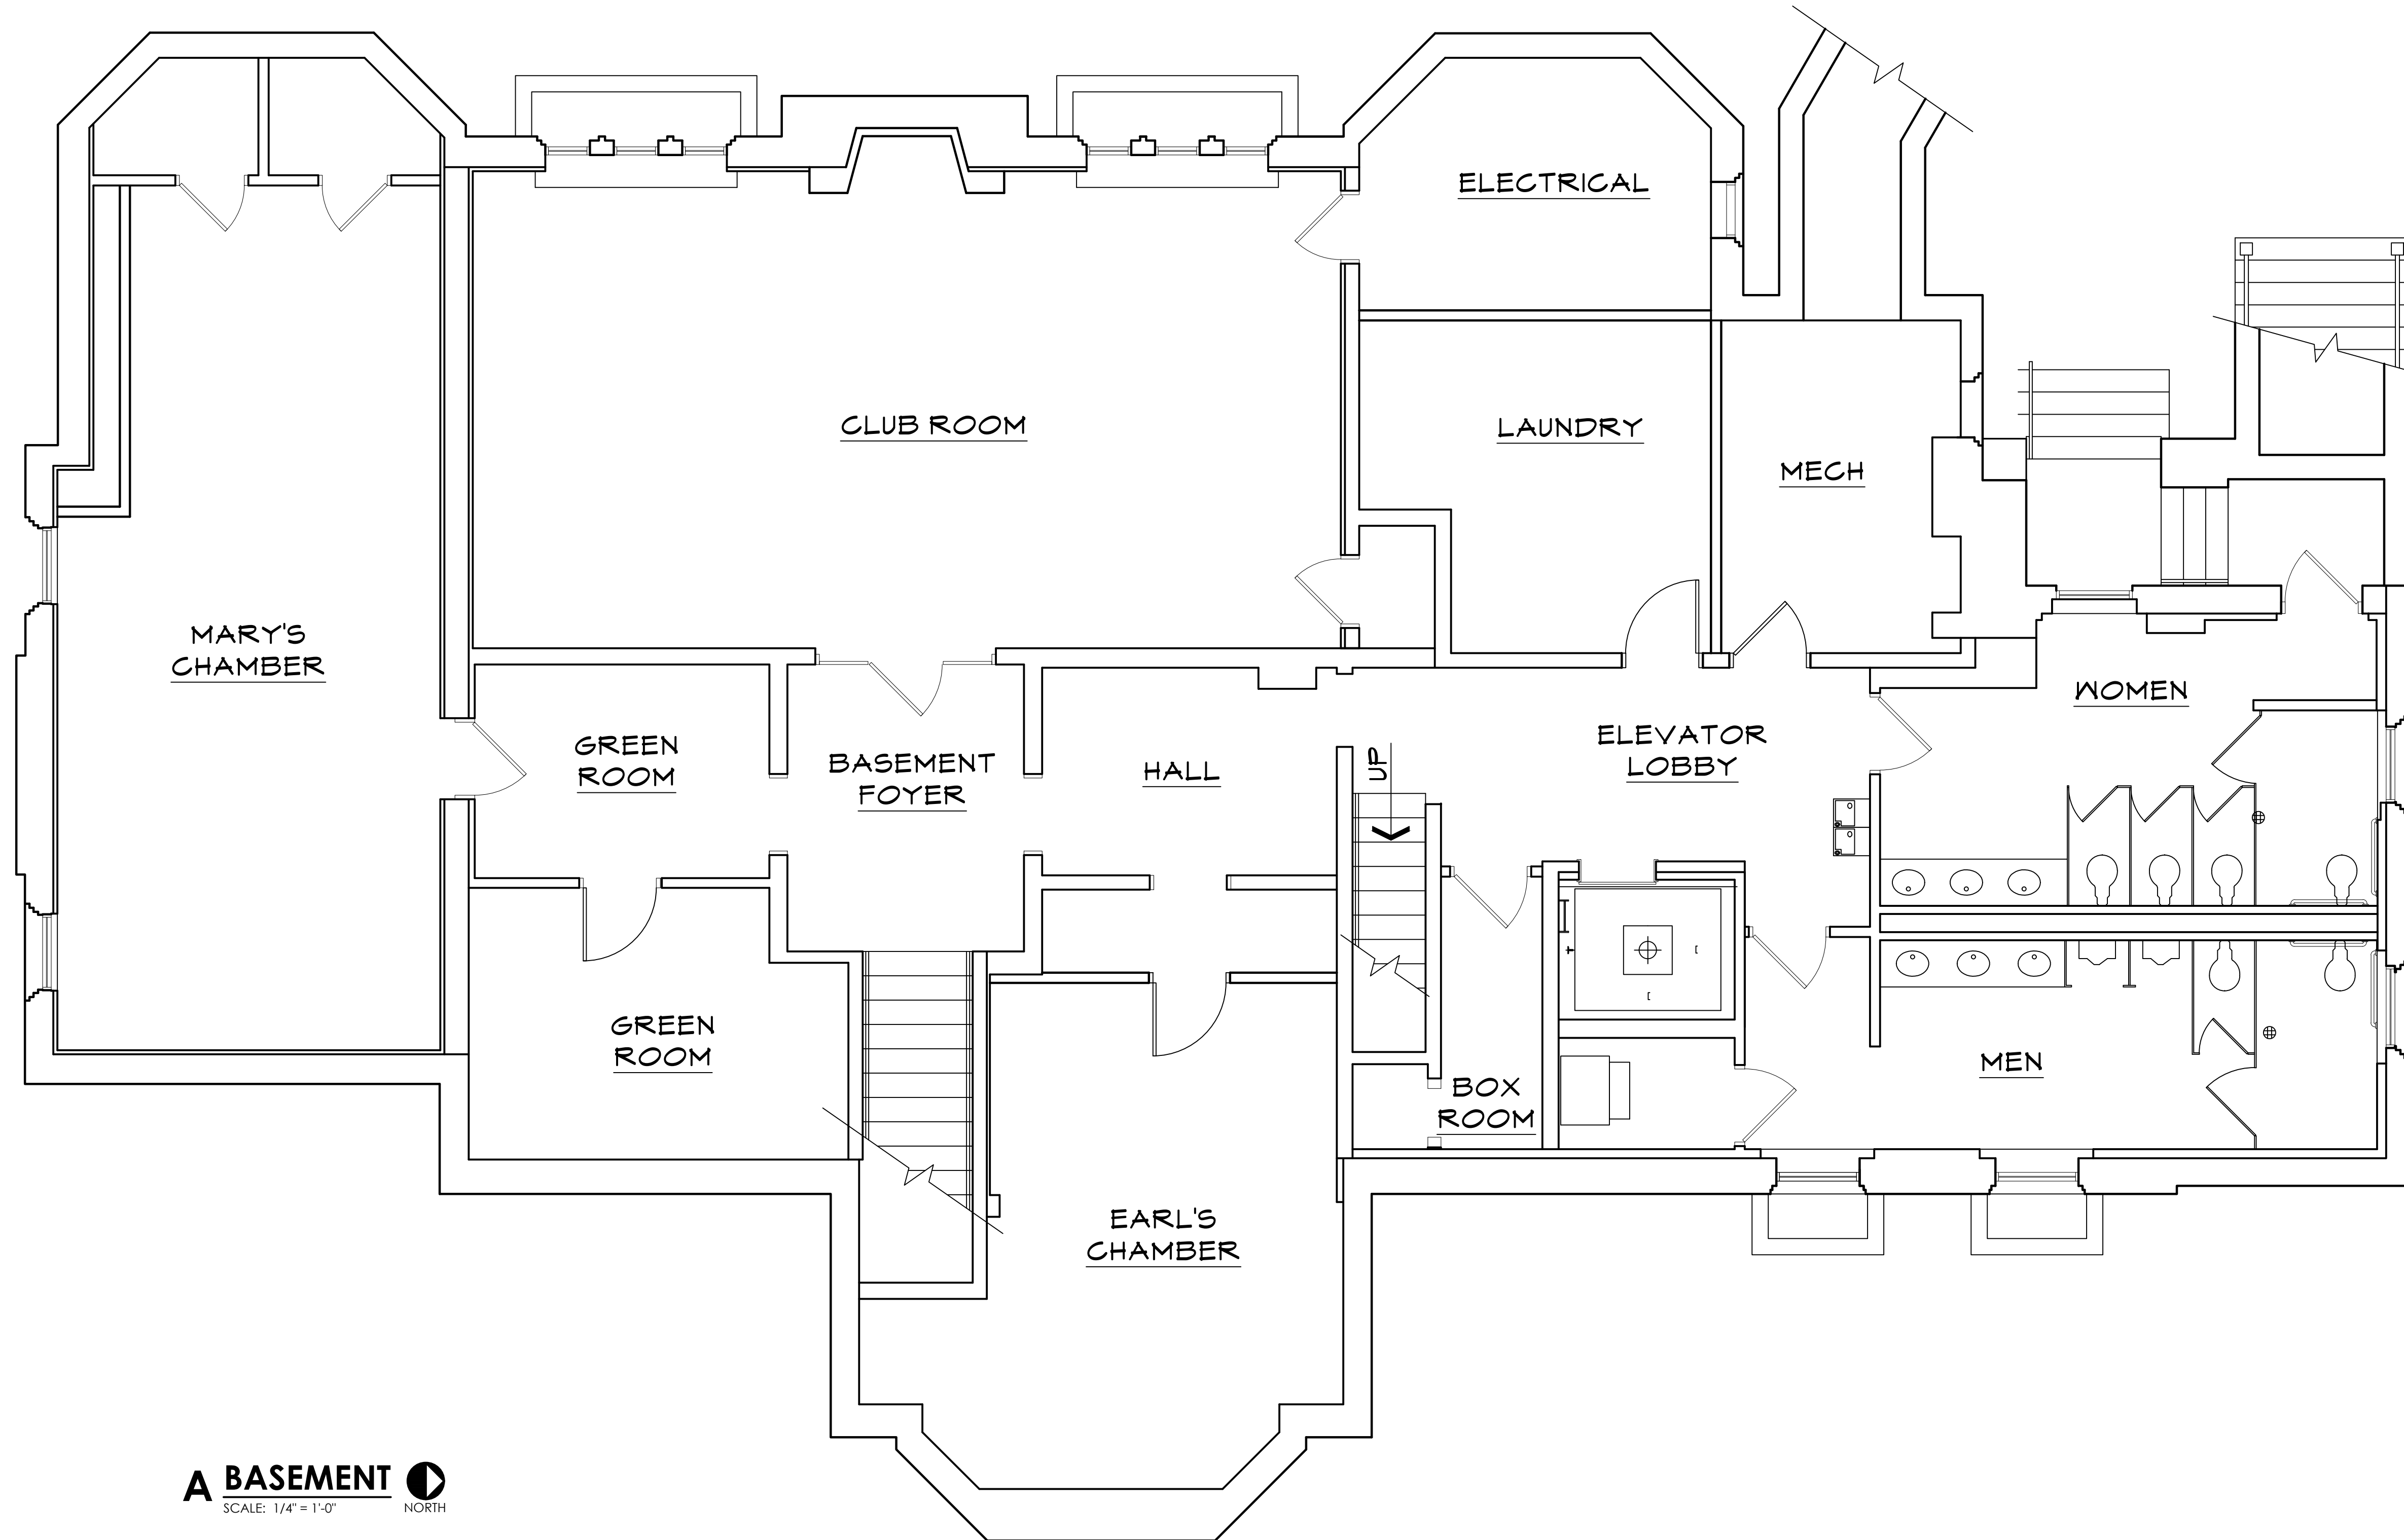 ELECTRICAL
CLUB ROOM
LAUNDRY
MECH
MARY'S
CHAMBER
WOMEN
GREEN
ROOM
BASEMENT
FOYER
HALL
UP
ELEVATOR
LOBBY
GREEN
ROOM
BOX
ROOM
MEN
EARL'S
CHAMBER
A BASEMENT
SCALE: 1/4" = 1'-0"
NORTH